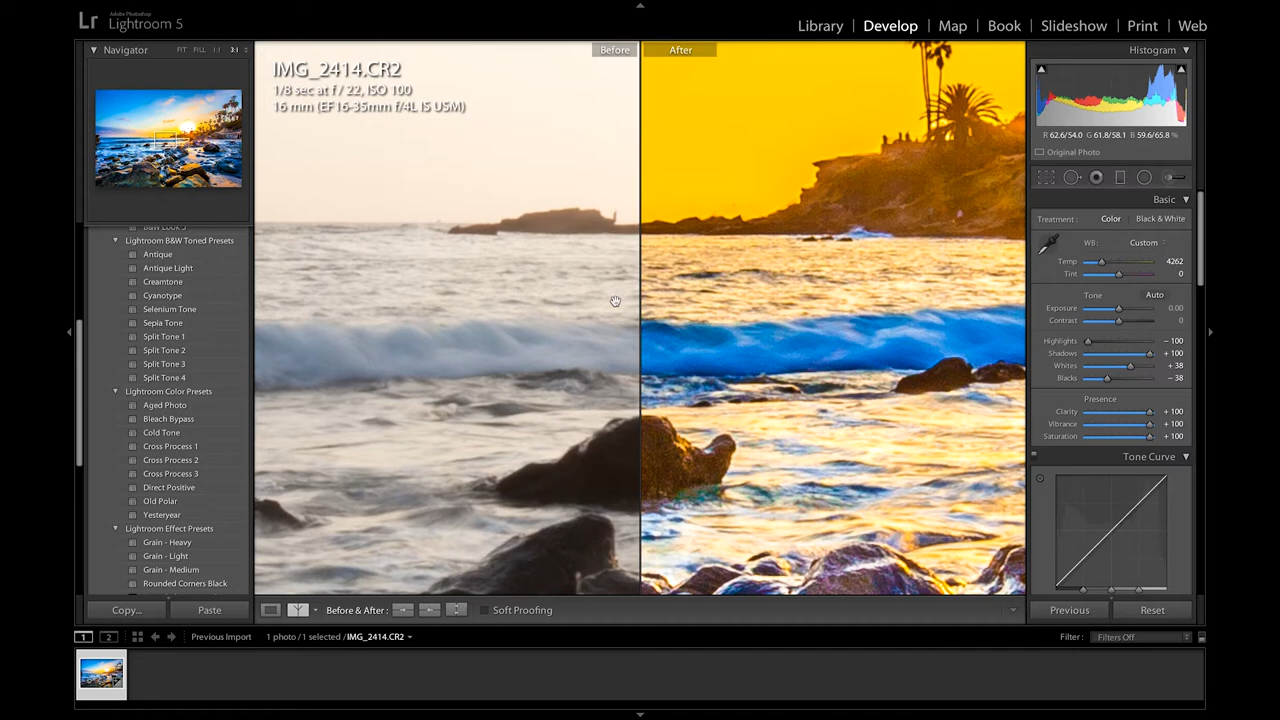 Lr
Adobe Photoshop
Lightroom 5
Library | Develop | Map | Book | Slideshow | Print | Web
Navigator FIT FILL 1:1 3:1
B&W Look 5
Lightroom B&W Toned Presets
Antique
Antique Light
Creamtone
Cyanotype
Selenium Tone
Sepia Tone
Split Tone 1
Split Tone 2
Split Tone 3
Split Tone 4
Lightroom Color Presets
Aged Photo
Bleach Bypass
Cold Tone
Cross Process 1
Cross Process 2
Cross Process 3
Direct Positive
Old Polar
Yesteryear
Lightroom Effect Presets
Grain - Heavy
Grain - Light
Grain - Medium
Rounded Corners Black
Copy... Paste
Before After
IMG_2414.CR2
1/8 sec at f / 22, ISO 100
16 mm (EF16-35mm f/4L IS USM)
Before & After : Soft Proofing
Histogram
R 62.6/54.0 G 61.8/58.1 B 59.6/65.8 %
Original Photo
Basic
Treatment : Color Black & White
WB: Custom
Temp 4262
Tint 0
Tone Auto
Exposure 0.00
Contrast 0
Highlights − 100
Shadows + 100
Whites + 38
Blacks − 38
Presence
Clarity + 100
Vibrance + 100
Saturation + 100
Tone Curve
Previous Reset
1 2 Previous Import 1 photo / 1 selected / IMG_2414.CR2 Filter : Filters Off